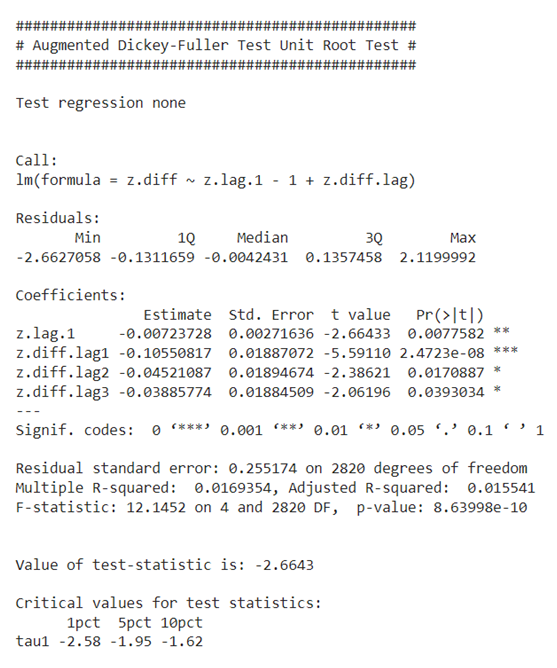 ###############################################
# Augmented Dickey-Fuller Test Unit Root Test #
###############################################
Test regression none
Call:
lm(formula = z.diff ~ z.lag.1 - 1 + z.diff.lag)
Residuals:
       Min         1Q     Median         3Q        Max
-2.6627058 -0.1311659 -0.0042431  0.1357458  2.1199992
Coefficients:
               Estimate  Std. Error  t value   Pr(>|t|)
z.lag.1     -0.00723728  0.00271636 -2.66433  0.0077582 **
z.diff.lag1 -0.10550817  0.01887072 -5.59110 2.4723e-08 ***
z.diff.lag2 -0.04521087  0.01894674 -2.38621  0.0170887 *
z.diff.lag3 -0.03885774  0.01884509 -2.06196  0.0393034 *
---
Signif. codes:  0 ‘***’ 0.001 ‘**’ 0.01 ‘*’ 0.05 ‘.’ 0.1 ‘ ’ 1
Residual standard error: 0.255174 on 2820 degrees of freedom
Multiple R-squared:  0.0169354, Adjusted R-squared:  0.015541
F-statistic: 12.1452 on 4 and 2820 DF,  p-value: 8.63998e-10
Value of test-statistic is: -2.6643
Critical values for test statistics:
      1pct  5pct 10pct
tau1 -2.58 -1.95 -1.62